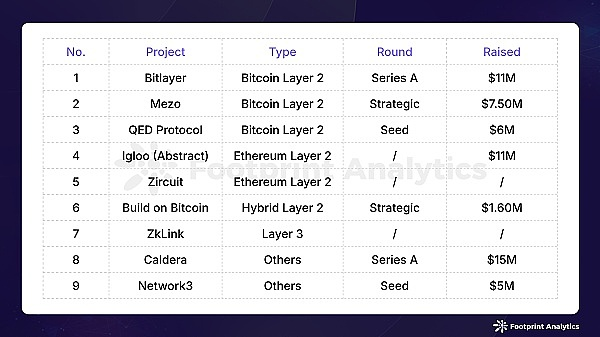 No. Project Type Round Raised
1 Bitlayer Bitcoin Layer 2 Series A $11M
2 Mezo Bitcoin Layer 2 Strategic $7.50M
3 QED Protocol Bitcoin Layer 2 Seed $6M
4 Igloo (Abstract) Ethereum Layer 2 / $11M
Footprint Analytics
5 Zircuit Ethereum Layer 2 / /
6 Build on Bitcoin Hybrid Layer 2 Strategic $1.60M
7 ZkLink Layer 3 / /
8 Caldera Others Series A $15M
9 Network3 Others Seed $5M
Footprint Analytics